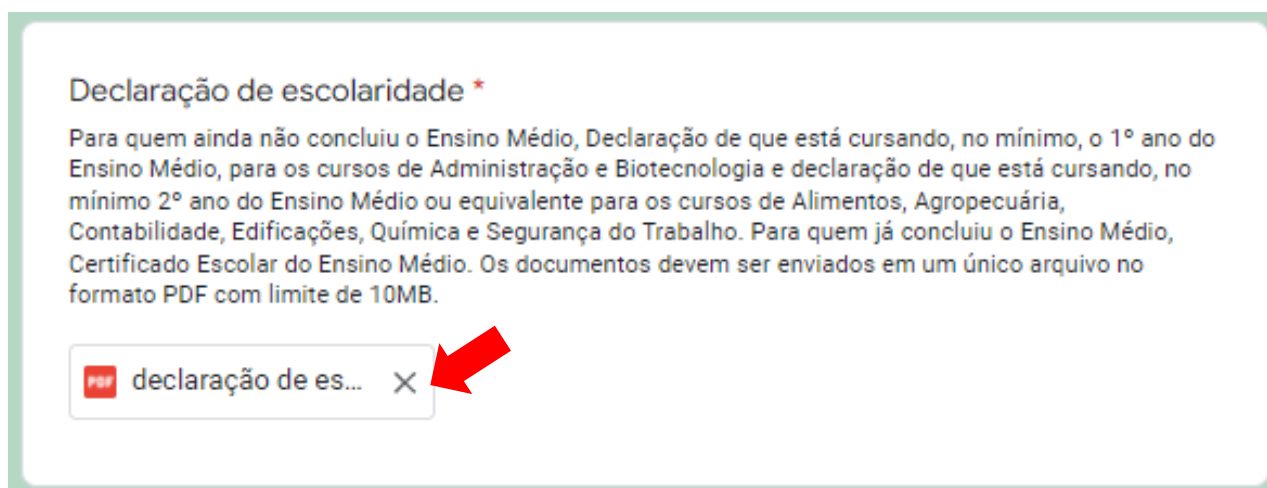 Declaração de escolaridade *
Para quem ainda não concluiu o Ensino Médio, Declaração de que está cursando, no mínimo, o 1º ano do
Ensino Médio, para os cursos de Administração e Biotecnologia e declaração de que está cursando, no
mínimo 2º ano do Ensino Médio ou equivalente para os cursos de Alimentos, Agropecuária,
Contabilidade, Edificações, Química e Segurança do Trabalho. Para quem já concluiu o Ensino Médio,
Certificado Escolar do Ensino Médio. Os documentos devem ser enviados em um único arquivo no
formato PDF com limite de 10MB.
PDF declaração de es...